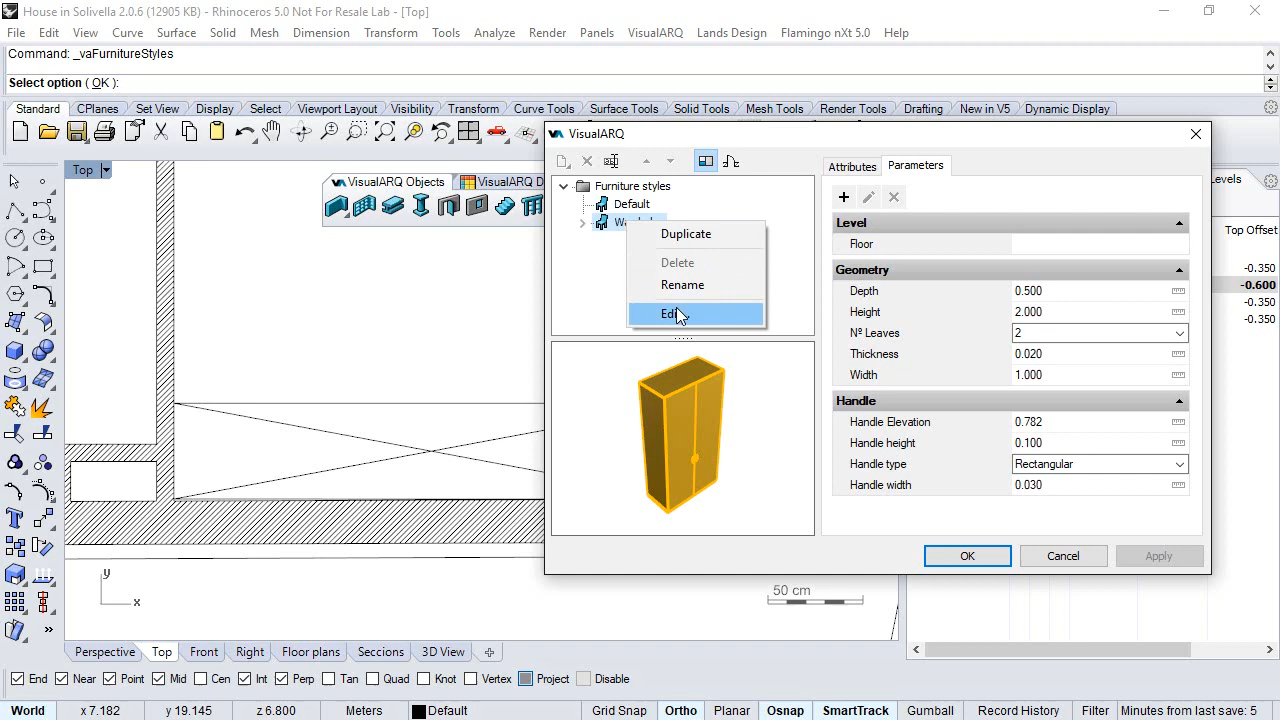 House in Solivella 2.0.6 (12905 KB) - Rhinoceros 5.0 Not For Resale Lab - [Top]
File Edit View Curve Surface Solid Mesh Dimension Transform Tools Analyze Render Panels VisualARQ Lands Design Flamingo nXt 5.0 Help
Command: _vaFurnitureStyles
Select option ( OK ):
Standard CPlanes Set View Display Select Viewport Layout Visibility Transform Curve Tools Surface Tools Solid Tools Mesh Tools Render Tools Drafting New in V5 Dynamic Display
VisualARQ
Top
Attributes Parameters
VisualARQ Objects VisualARQ D
Levels
Furniture styles
Default
Duplicate
Delete
Rename
Level
Floor
Top Offset
Geometry
Depth 0.500
Height 2.000
Nº Leaves 2
Thickness 0.020
Width 1.000
-0.350
-0.600
-0.350
-0.350
Handle
Handle Elevation 0.782
Handle height 0.100
Handle type Rectangular
Handle width 0.030
OK Cancel Apply
y
x
50 cm
Perspective Top Front Right Floor plans Seccions 3D View
End Near Point Mid Cen Int Perp Tan Quad Knot Vertex Project Disable
World x 7.182 y 19.145 z 6.800 Meters Default Grid Snap Ortho Planar Osnap SmartTrack Gumball Record History Filter Minutes from last save: 5